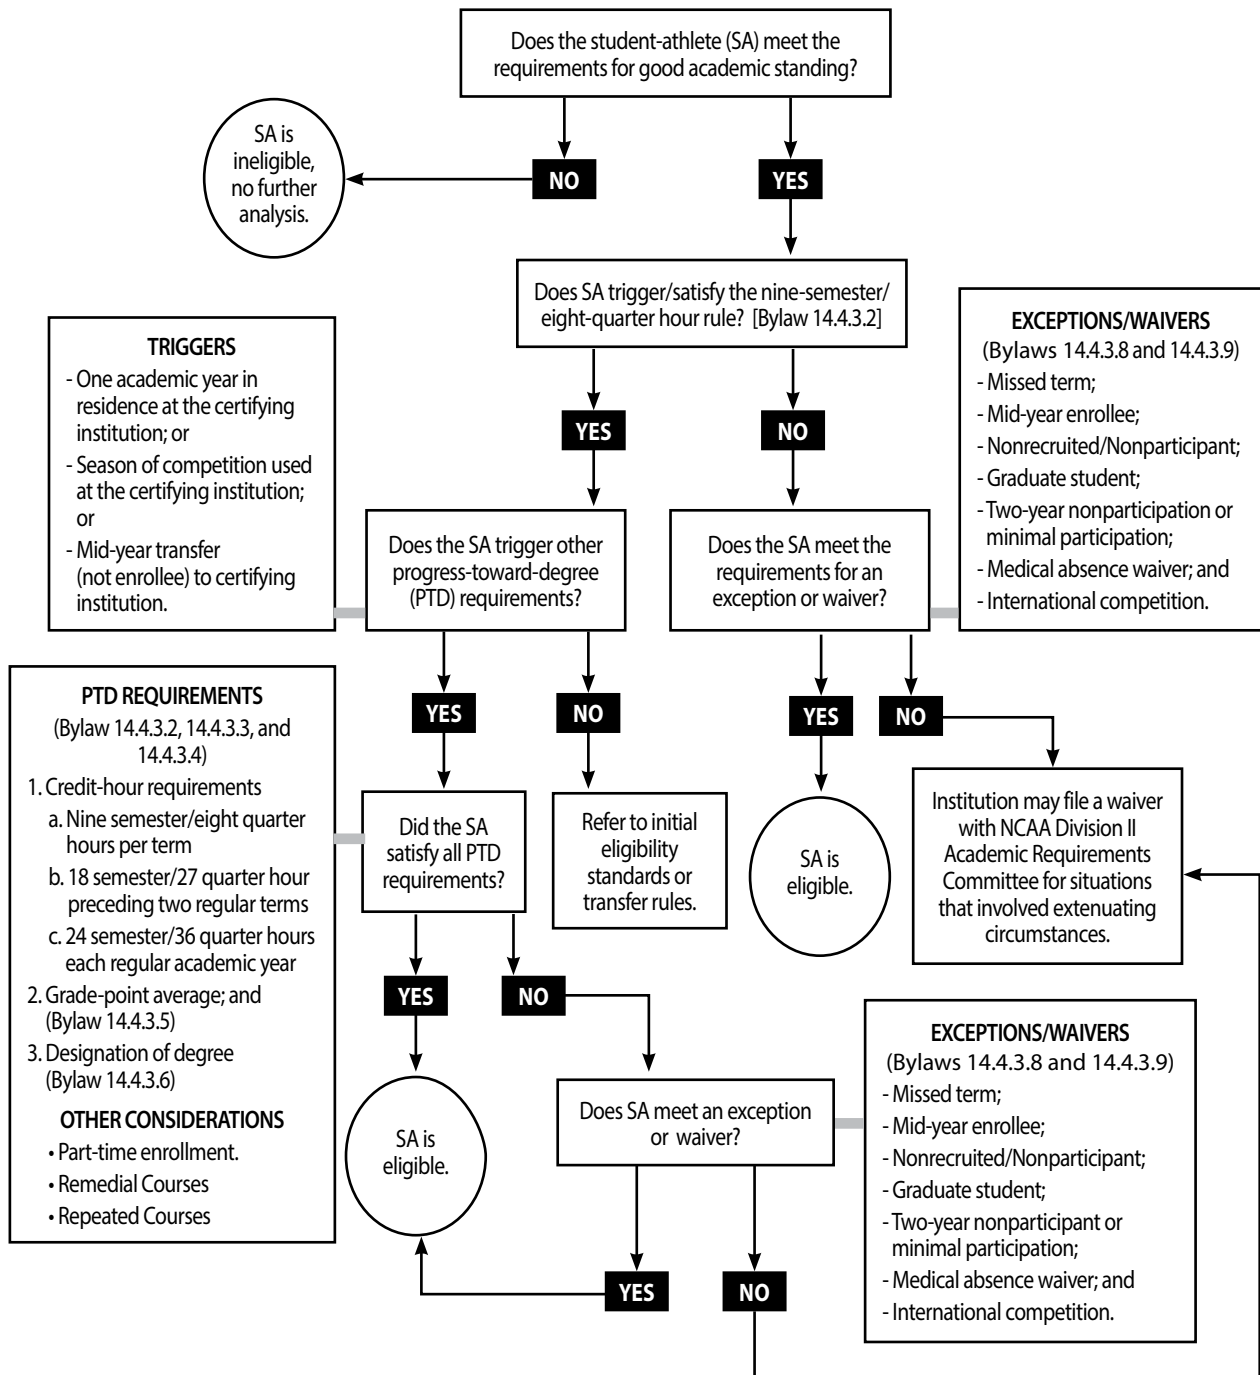 Does the student-athlete (SA) meet the
requirements for good academic standing?
SA is
ineligible,
no further
analysis.
NO
YES
Does SA trigger/satisfy the nine-semester/
eight-quarter hour rule? [Bylaw 14.4.3.2]
TRIGGERS
- One academic year in
residence at the certifying
institution; or
- Season of competition used
at the certifying institution;
or
- Mid-year transfer
(not enrollee) to certifying
institution.
YES
NO
EXCEPTIONS/WAIVERS
(Bylaws 14.4.3.8 and 14.4.3.9)
- Missed term;
- Mid-year enrollee;
- Nonrecruited/Nonparticipant;
- Graduate student;
- Two-year nonparticipation or
minimal participation;
- Medical absence waiver; and
- International competition.
Does the SA trigger other
progress-toward-degree
(PTD) requirements?
Does the SA meet the
requirements for an
exception or waiver?
YES
NO
YES
NO
PTD REQUIREMENTS
(Bylaw 14.4.3.2, 14.4.3.3, and
14.4.3.4)
1. Credit-hour requirements
a. Nine semester/eight quarter
hours per term
b. 18 semester/27 quarter hour
preceding two regular terms
c. 24 semester/36 quarter hours
each regular academic year
2. Grade-point average; and
(Bylaw 14.4.3.5)
3. Designation of degree
(Bylaw 14.4.3.6)
OTHER CONSIDERATIONS
• Part-time enrollment.
• Remedial Courses
• Repeated Courses
Did the SA
satisfy all PTD
requirements?
Refer to initial
eligibility
standards or
transfer rules.
SA is
eligible.
Institution may file a waiver
with NCAA Division II
Academic Requirements
Committee for situations
that involved extenuating
circumstances.
YES
NO
SA is
eligible.
Does SA meet an exception
or waiver?
EXCEPTIONS/WAIVERS
(Bylaws 14.4.3.8 and 14.4.3.9)
- Missed term;
- Mid-year enrollee;
- Nonrecruited/Nonparticipant;
- Graduate student;
- Two-year nonparticipant or
minimal participation;
- Medical absence waiver; and
- International competition.
YES
NO